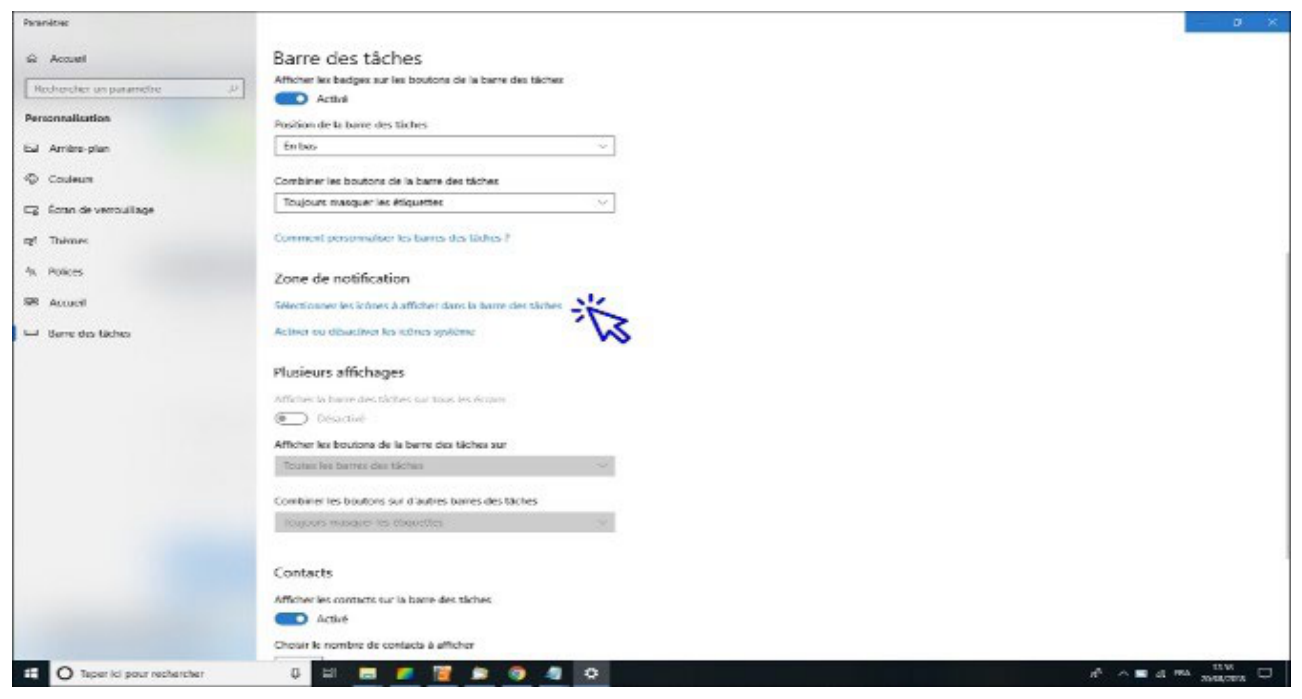 Paramètres
Accueil
Rechercher un paramètre
Personnalisation
Arrière-plan
Couleurs
Écran de verrouillage
Thèmes
Polices
Accueil
Barre des tâches
Barre des tâches
Afficher les badges sur les boutons de la barre des tâches
Activé
Position de la barre des tâches
En bas
Combiner les boutons de la barre des tâches
Toujours masquer les étiquettes
Comment personnaliser les barres des tâches ?
Zone de notification
Sélectionner les icônes à afficher dans la barre des tâches
Activer ou désactiver les icônes système
Plusieurs affichages
Afficher la barre des tâches sur tous les écrans
Désactivé
Afficher les boutons de la barre des tâches sur
Toutes les barres des tâches
Combiner les boutons sur d'autres barres des tâches
Toujours masquer les étiquettes
Contacts
Afficher les contacts sur la barre des tâches
Activé
Choisir le nombre de contacts à afficher
Taper ici pour rechercher
FRA
20/08/2018